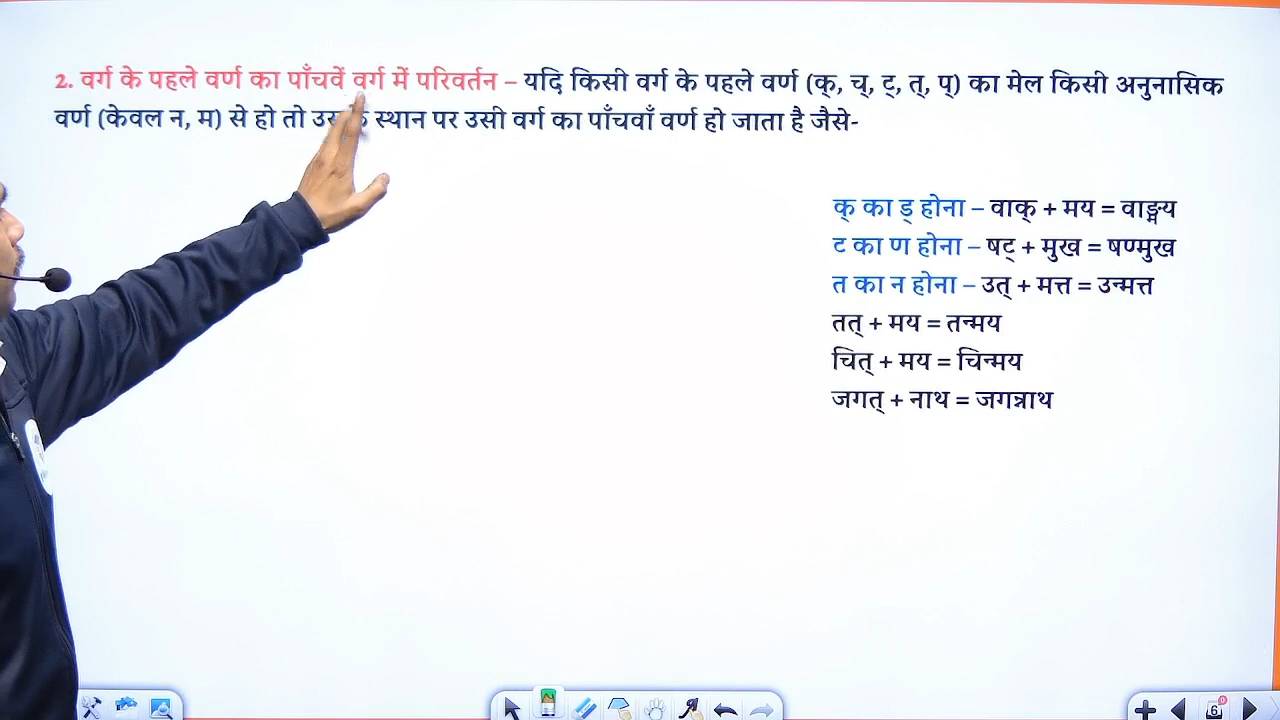 2. वर्ग के पहले वर्ण का पाँचवें वर्ग में परिवर्तन – यदि किसी वर्ग के पहले वर्ण (क्, च्, ट्, त्, प्) का मेल किसी अनुनासिक
वर्ण (केवल न, म) से हो तो स्थान पर उसी वर्ग का पाँचवाँ वर्ण हो जाता है जैसे-
क् का ड् होना – वाक् + मय = वाङ्मय
ट का ण होना – षट् + मुख = षण्मुख
त का न होना – उत् + मत्त = उन्मत्त
तत् + मय = तन्मय
चित् + मय = चिन्मय
जगत् + नाथ = जगन्नाथ
6